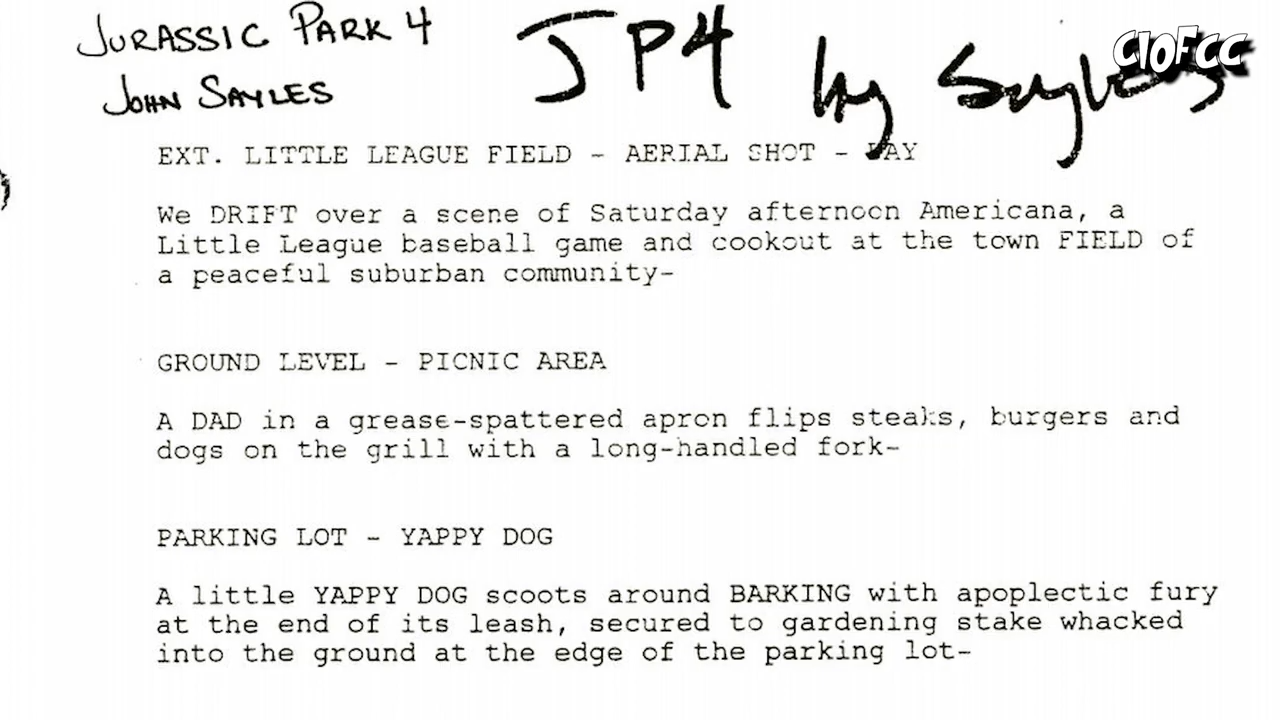 JURASSIC PARK 4
JOHN SAYLES
JP4 by Sayles
CIOFCC
EXT. LITTLE LEAGUE FIELD - AERIAL SHOT - DAY
We DRIFT over a scene of Saturday afternoon Americana, a
Little League baseball game and cookout at the town FIELD of
a peaceful suburban community-
GROUND LEVEL - PICNIC AREA
A DAD in a grease-spattered apron flips steaks, burgers and
dogs on the grill with a long-handled fork-
PARKING LOT - YAPPY DOG
A little YAPPY DOG scoots around BARKING with apoplectic fury
at the end of its leash, secured to gardening stake whacked
into the ground at the edge of the parking lot-